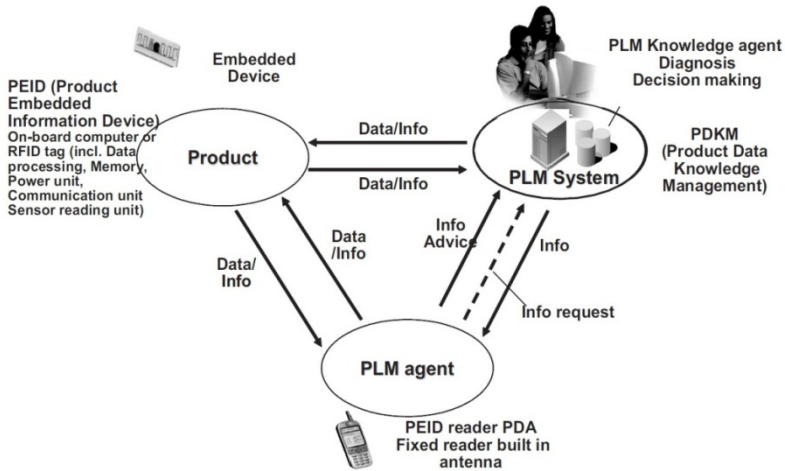 Embedded
Device
PEID (Product
Embedded
Information Device)
On-board computer or
RFID tag (incl. Data
processing, Memory,
Power unit,
Communication unit
Sensor reading unit)
Product
Data/Info
Data/Info
PLM Knowledge agent
Diagnosis
Decision making
PDKM
(Product Data
Knowledge
Management)
PLM System
Data/
Info
Data
/Info
Info
Advice
Info
Info request
PLM agent
PEID reader PDA
Fixed reader built in
antenna